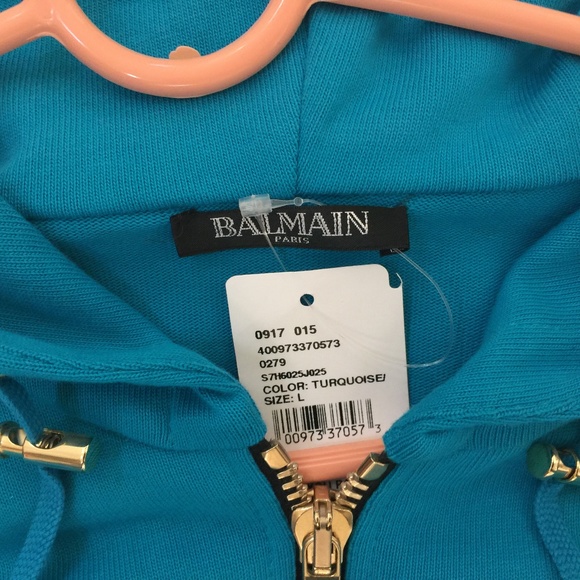 BALMAIN
PARIS
0917 015
400973370573
0279
S7H6025J025
COLOR: TURQUOISE/
SIZE: L
00973 37057 3